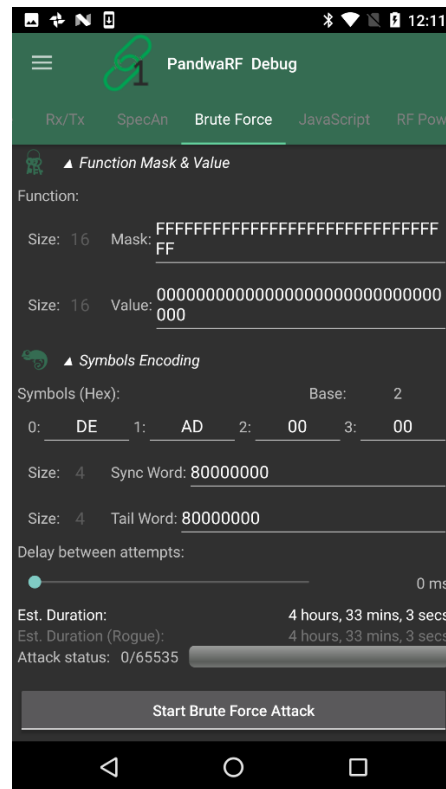 12:11
1
PandwaRF Debug
Rx/Tx SpecAn Brute Force JavaScript RF Pow
▲ Function Mask & Value
Function:
Size: 16 Mask: FFFFFFFFFFFFFFFFFFFFFFFFFFFFFF
FF
Size: 16 Value: 00000000000000000000000000000
000
▲ Symbols Encoding
Symbols (Hex): Base: 2
0: DE 1: AD 2: 00 3: 00
Size: 4 Sync Word: 80000000
Size: 4 Tail Word: 80000000
Delay between attempts:
0 ms
Est. Duration: 4 hours, 33 mins, 3 secs
Est. Duration (Rogue): 4 hours, 33 mins, 3 secs
Attack status: 0/65535
Start Brute Force Attack